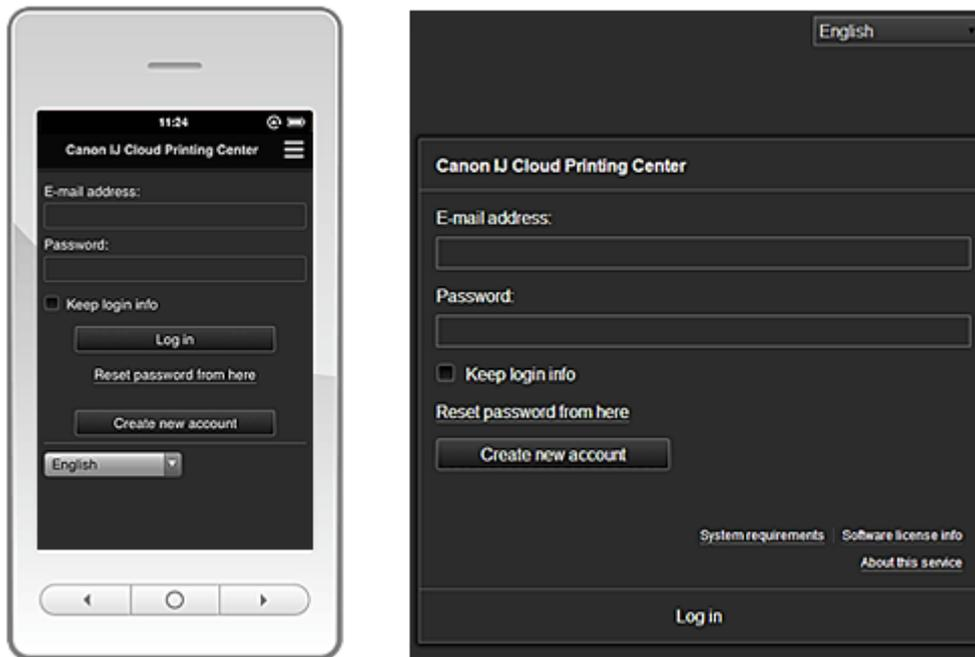 11:24
Canon IJ Cloud Printing Center
E-mail address:
Password:
Keep login info
Log in
Reset password from here
Create new account
English
English
Canon IJ Cloud Printing Center
E-mail address:
Password:
Keep login info
Reset password from here
Create new account
System requirements Software license info
About this service
Log in